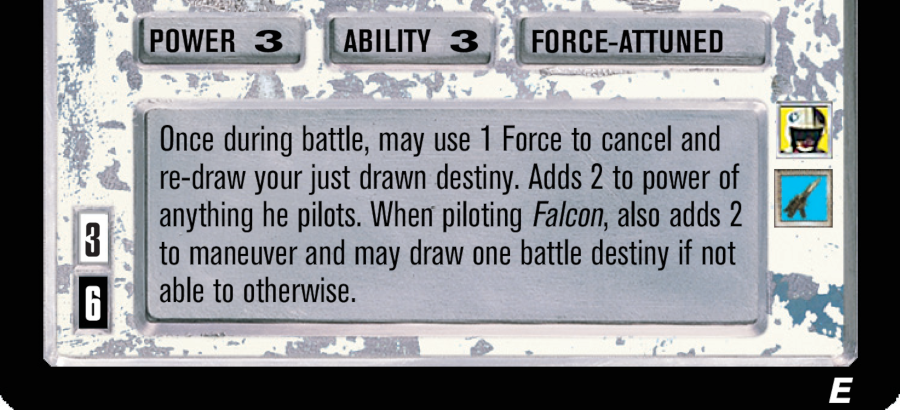 POWER 3 ABILITY 3 FORCE-ATTUNED
Once during battle, may use 1 Force to cancel and
re-draw your just drawn destiny. Adds 2 to power of
anything he pilots. When piloting Falcon, also adds 2
to maneuver and may draw one battle destiny if not
able to otherwise.
3
6
E